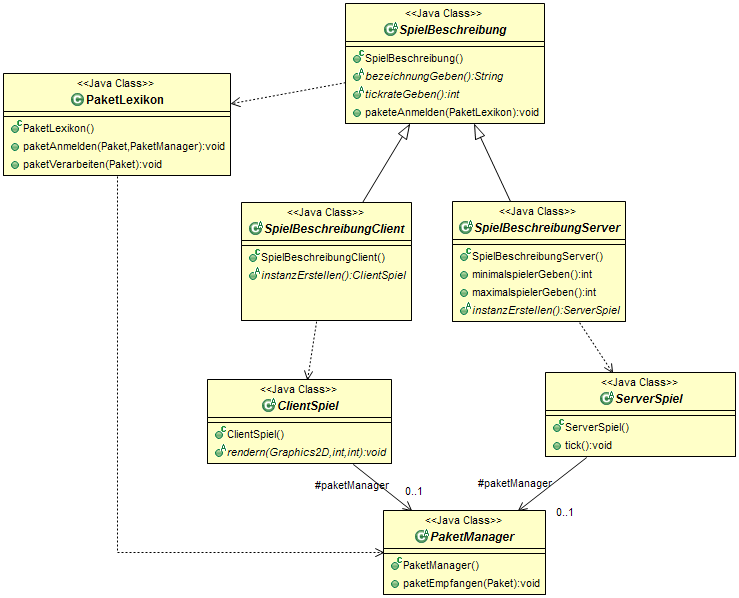 <<Java Class>>
SpielBeschreibung
SpielBeschreibung()
bezeichnungGeben():String
tickrateGeben():int
paketeAnmelden(PaketLexikon):void
<<Java Class>>
PaketLexikon
PaketLexikon()
paketAnmelden(Paket,PaketManager):void
paketVerarbeiten(Paket):void
<<Java Class>>
SpielBeschreibungClient
SpielBeschreibungClient()
instanzErstellen():ClientSpiel
<<Java Class>>
SpielBeschreibungServer
SpielBeschreibungServer()
minimalspielerGeben():int
maximalspielerGeben():int
instanzErstellen():ServerSpiel
<<Java Class>>
ClientSpiel
ClientSpiel()
rendern(Graphics2D,int,int):void
<<Java Class>>
ServerSpiel
ServerSpiel()
tick():void
#paketManager
0..1
#paketManager
0..1
<<Java Class>>
PaketManager
PaketManager()
paketEmpfangen(Paket):void